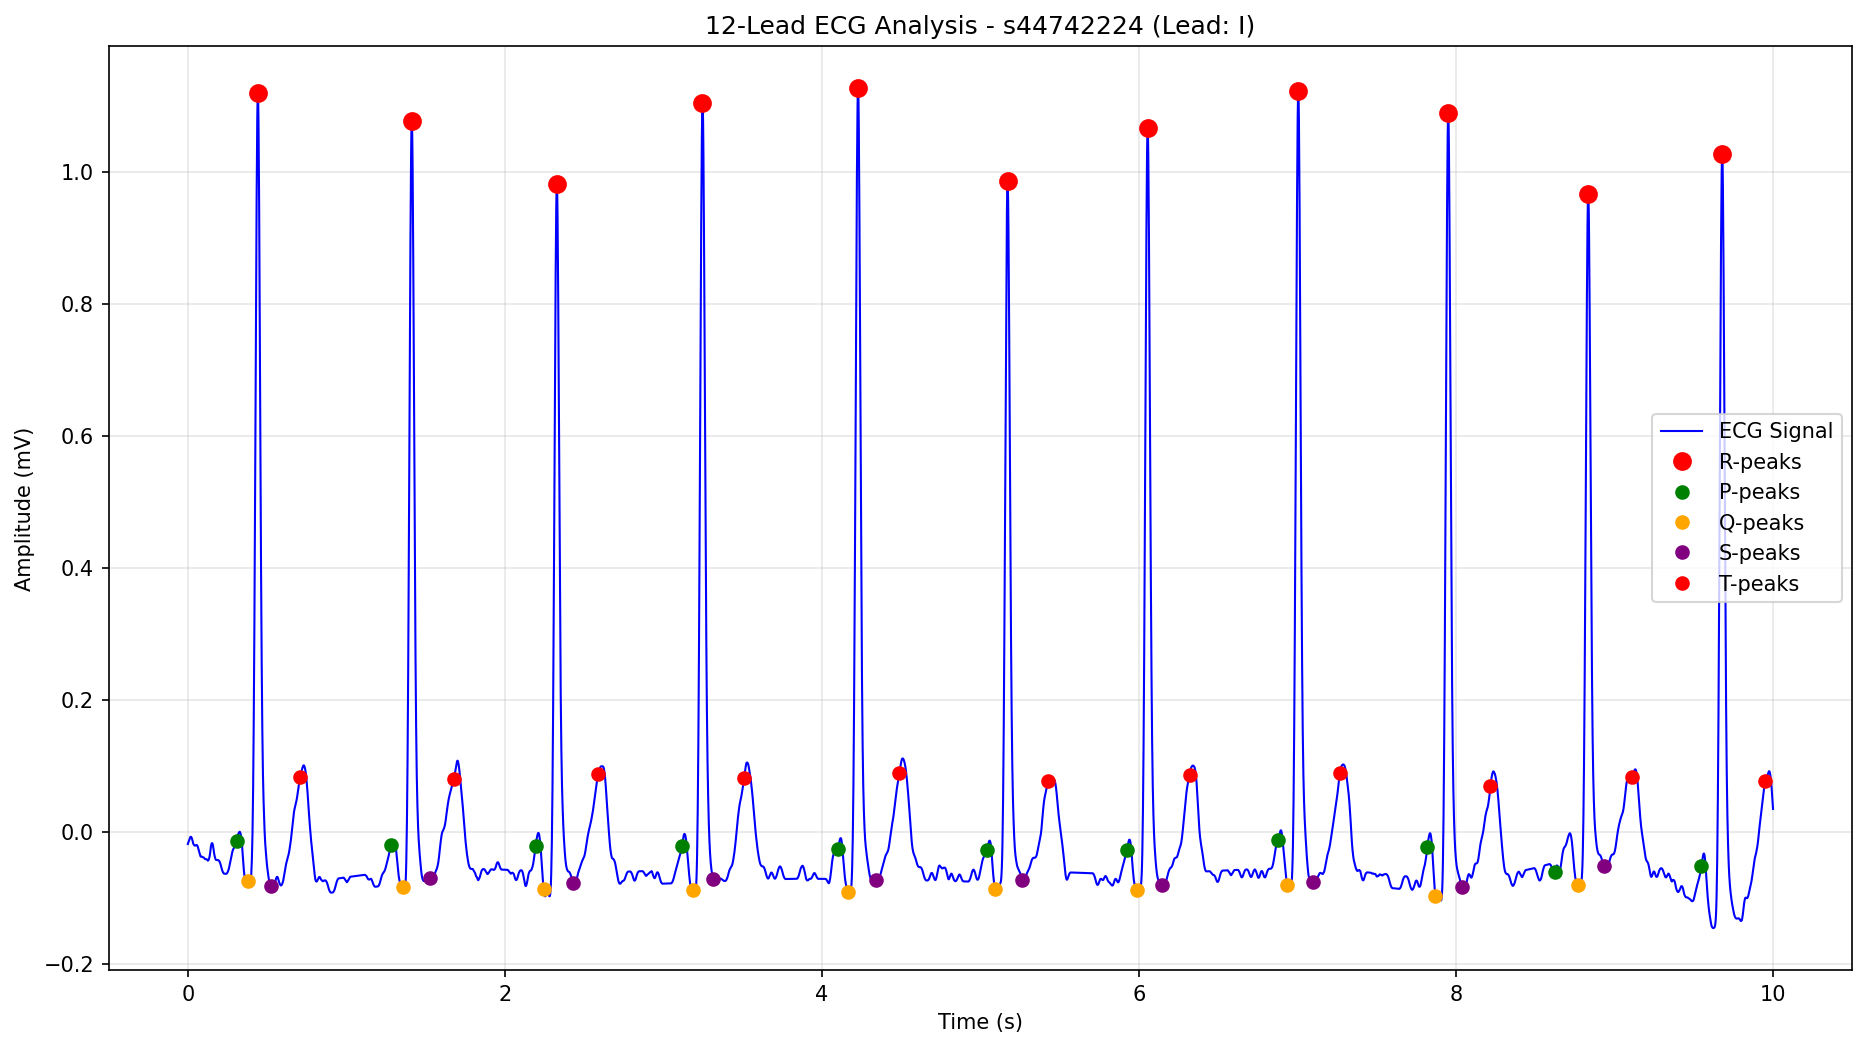 12-Lead ECG Analysis - s44742224 (Lead: I)
Amplitude (mV)
1.0
0.8
0.6
0.4
0.2
0.0
−0.2
ECG Signal
R-peaks
P-peaks
Q-peaks
S-peaks
T-peaks
0 2 4 6 8 10
Time (s)